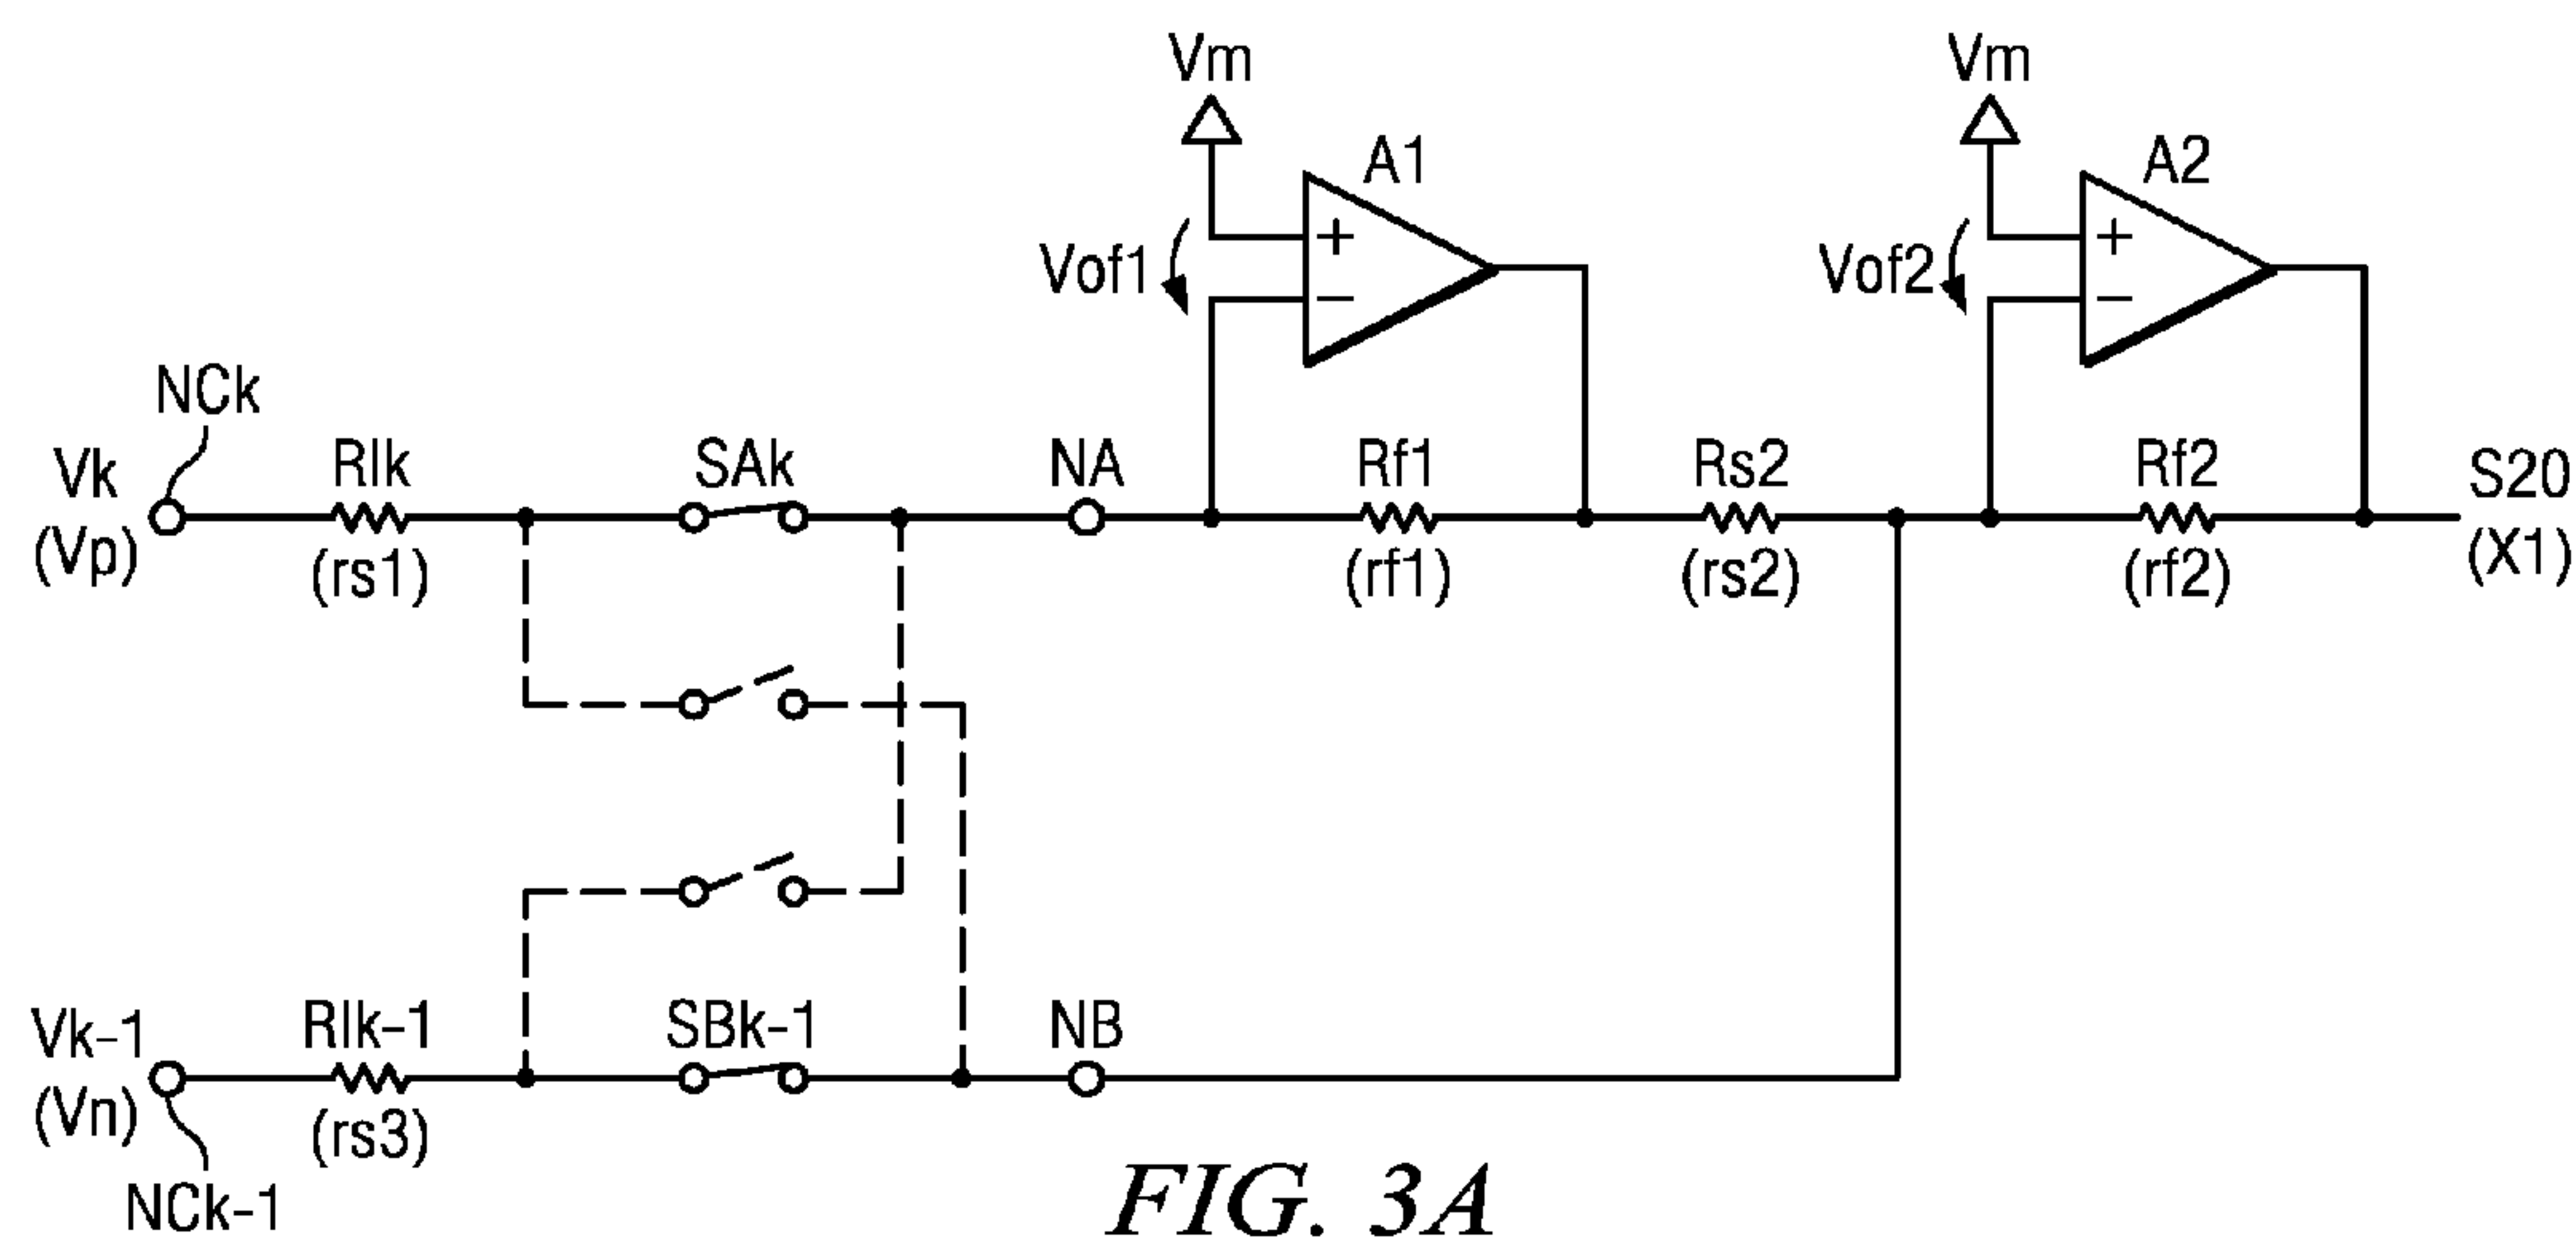 Vm
Vm
A1
A2
+
+
Vof1
Vof2
−
−
NCk
Vk
(Vp)
RIk
(rs1)
SAk
NA
Rf1
(rf1)
Rs2
(rs2)
Rf2
(rf2)
S20
(X1)
Vk-1
(Vn)
RIk-1
(rs3)
SBk-1
NB
NCk-1
FIG. 3A